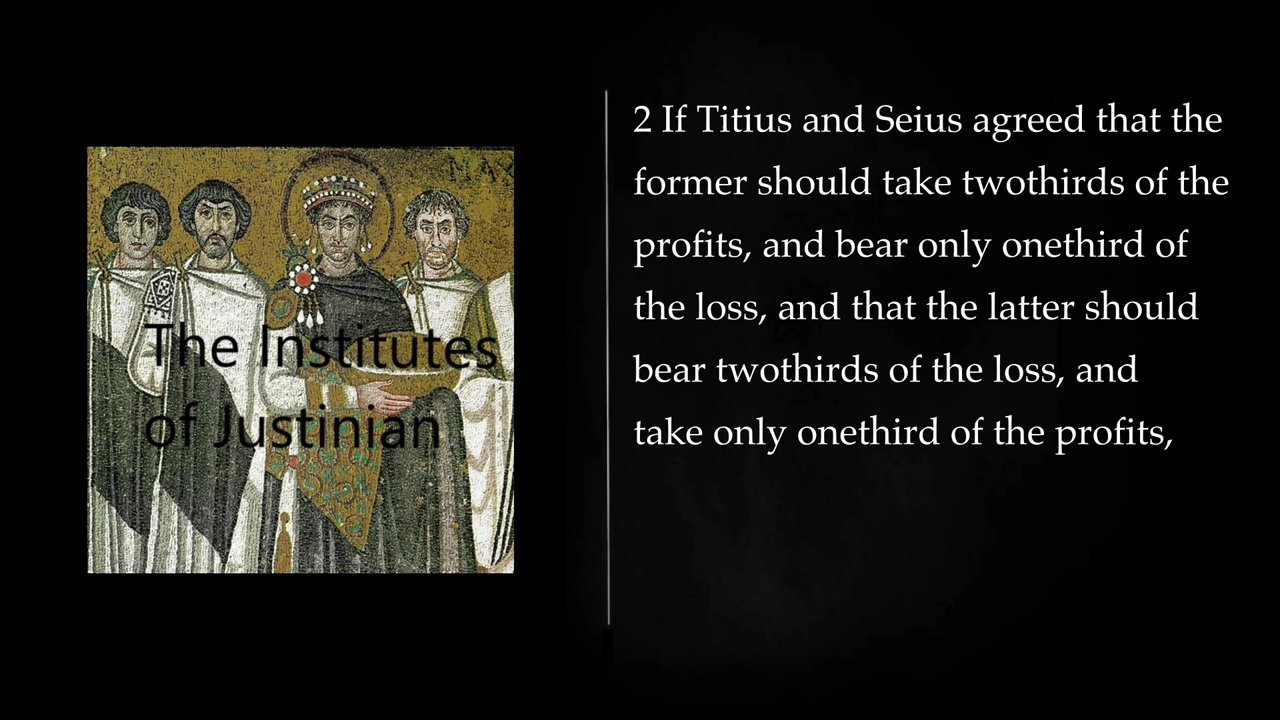 MAX
The Institutes
of Justinian
2 If Titius and Seius agreed that the
former should take twothirds of the
profits, and bear only onethird of
the loss, and that the latter should
bear twothirds of the loss, and
take only onethird of the profits,